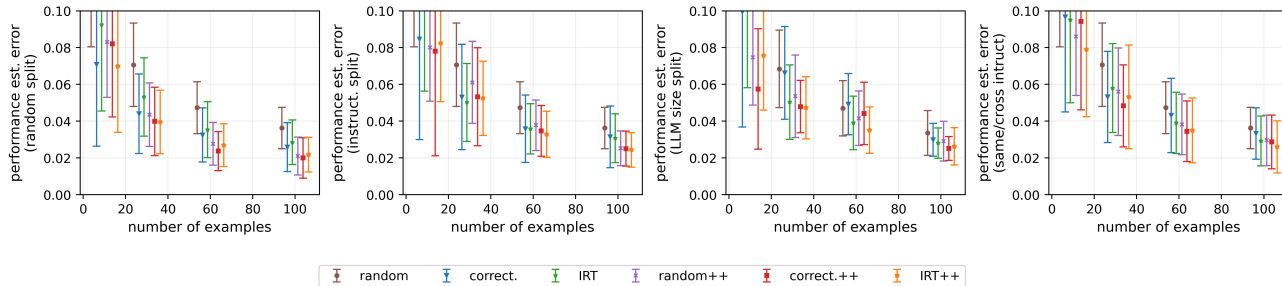 performance est. error
(random split)
0.10
0.08
0.06
0.04
0.02
0.00
0 20 40 60 80 100
number of examples
performance est. error
(instruct. split)
0.10
0.08
0.06
0.04
0.02
0.00
0 20 40 60 80 100
number of examples
performance est. error
(LLM size split)
0.10
0.08
0.06
0.04
0.02
0.00
0 20 40 60 80 100
number of examples
performance est. error
(same/cross intruct)
0.10
0.08
0.06
0.04
0.02
0.00
0 20 40 60 80 100
number of examples
random correct. IRT random++ correct.++ IRT++